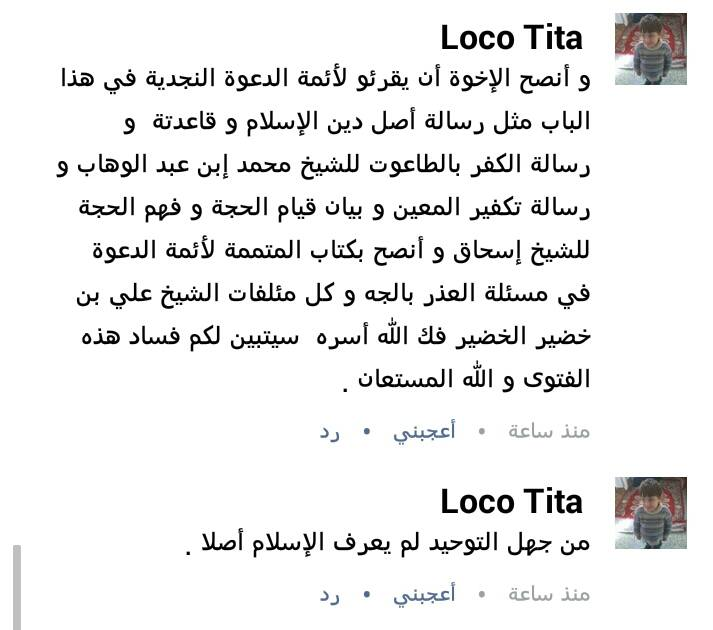 Loco Tita
و أنصح الإخوة أن يقرئو لأئمة الدعوة النجدية في هذا
الباب مثل رسالة أصل دين الإسلام و قاعدتة و
رسالة الكفر بالطاعوت للشيخ محمد إبن عبد الوهاب و
رسالة تكفير المعين و بيان قيام الحجة و فهم الحجة
للشيخ إسحاق و أنصح بكتاب المتممة لأئمة الدعوة
في مسئلة العذر بالجه و كل مئلفات الشيخ علي بن
خضير الخضير فك الله أسره سيتبين لكم فساد هذه
الفتوى و الله المستعان .
منذ ساعة • أعجبني • رد
Loco Tita
من جهل التوحيد لم يعرف الإسلام أصلا .
منذ ساعة • أعجبني • رد